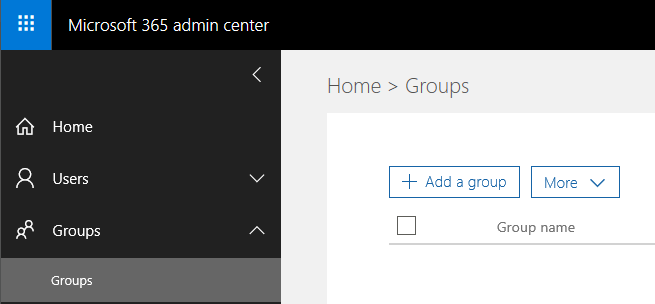 Microsoft 365 admin center
Home > Groups
Home
Users
Groups
Groups
Add a group
More
Group name